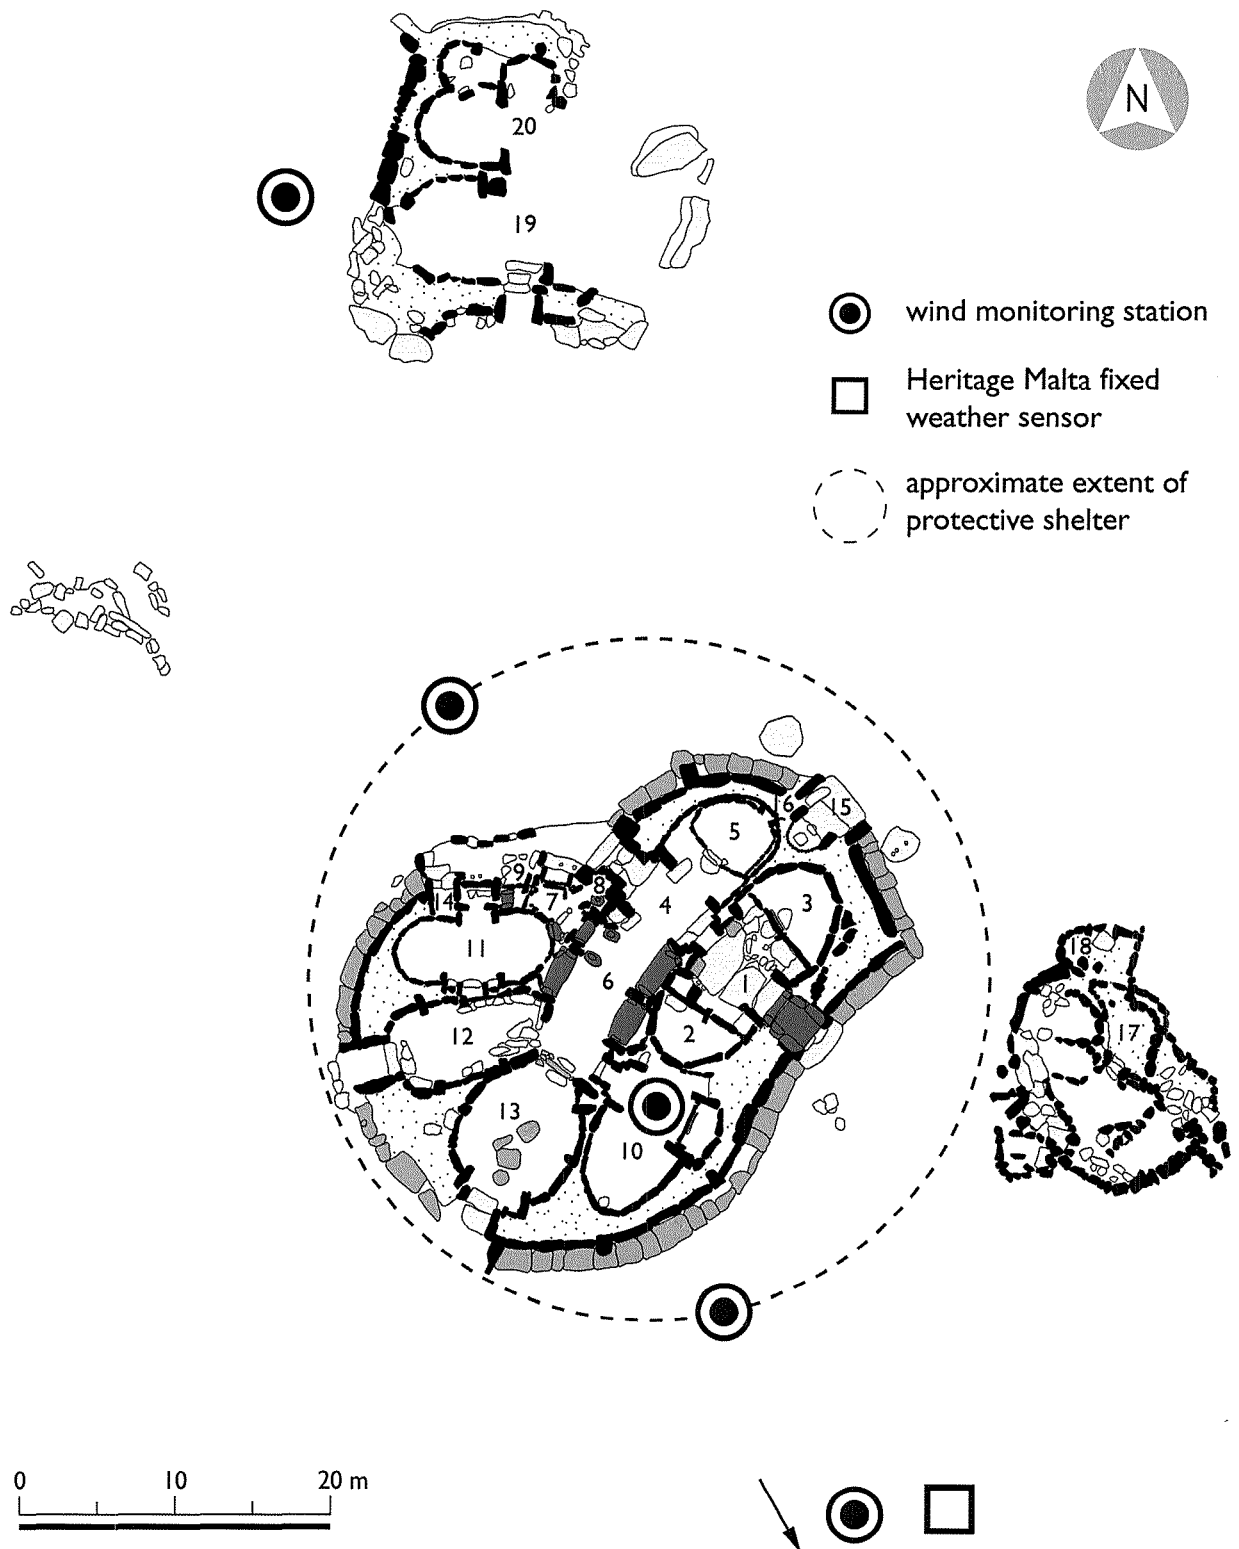 N
20
19
wind monitoring station
Heritage Malta fixed
weather sensor
approximate extent of
protective shelter
16
15
5
9
8
14
7
4
3
11
18
6
1
17
12
2
13
10
0 10 20 m